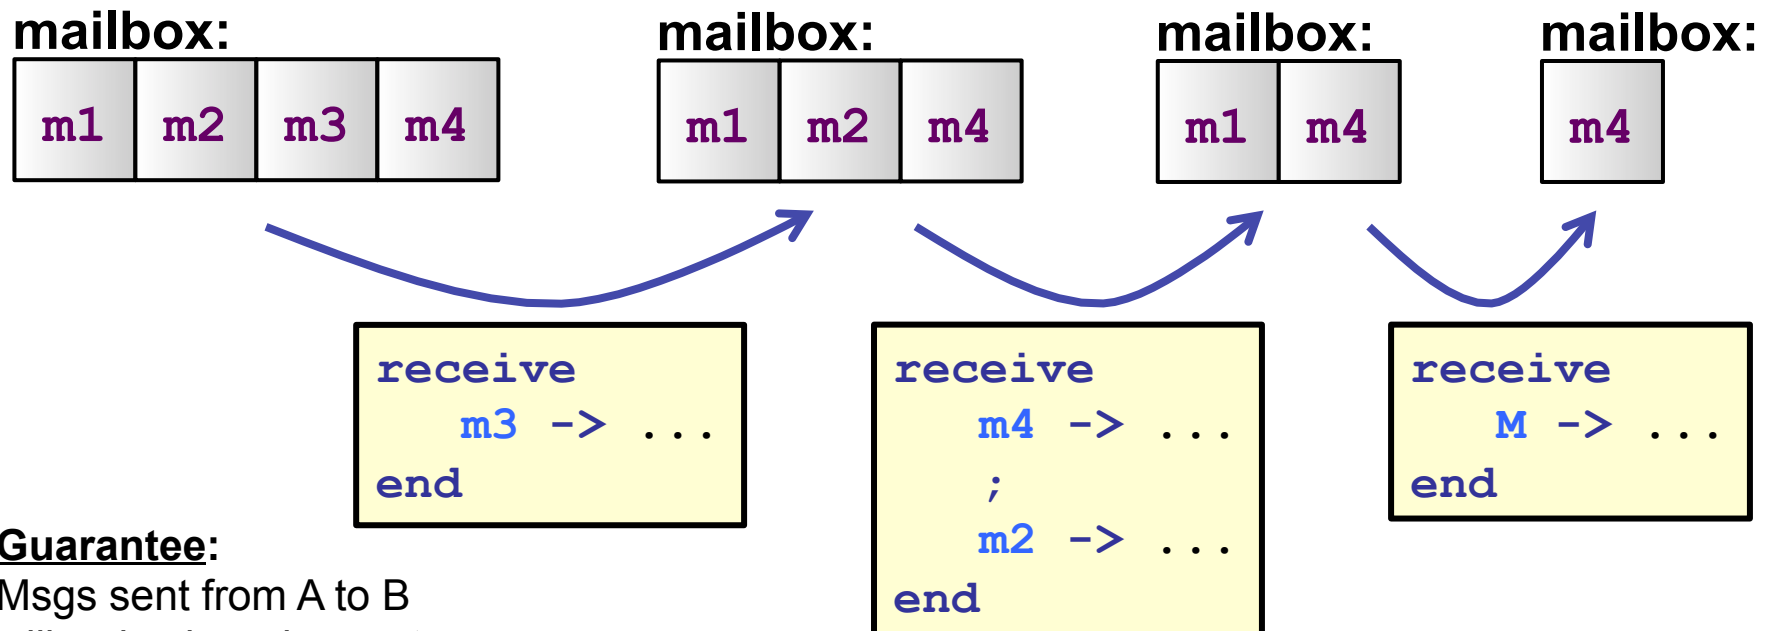 mailbox: mailbox: mailbox: mailbox:
m1 m2 m3 m4 m1 m2 m4 m1 m4 m4
receive
m3 -> ...
end
receive
m4 -> ...
;
m2 -> ...
end
receive
M -> ...
end
Guarantee:
Msgs sent from A to B